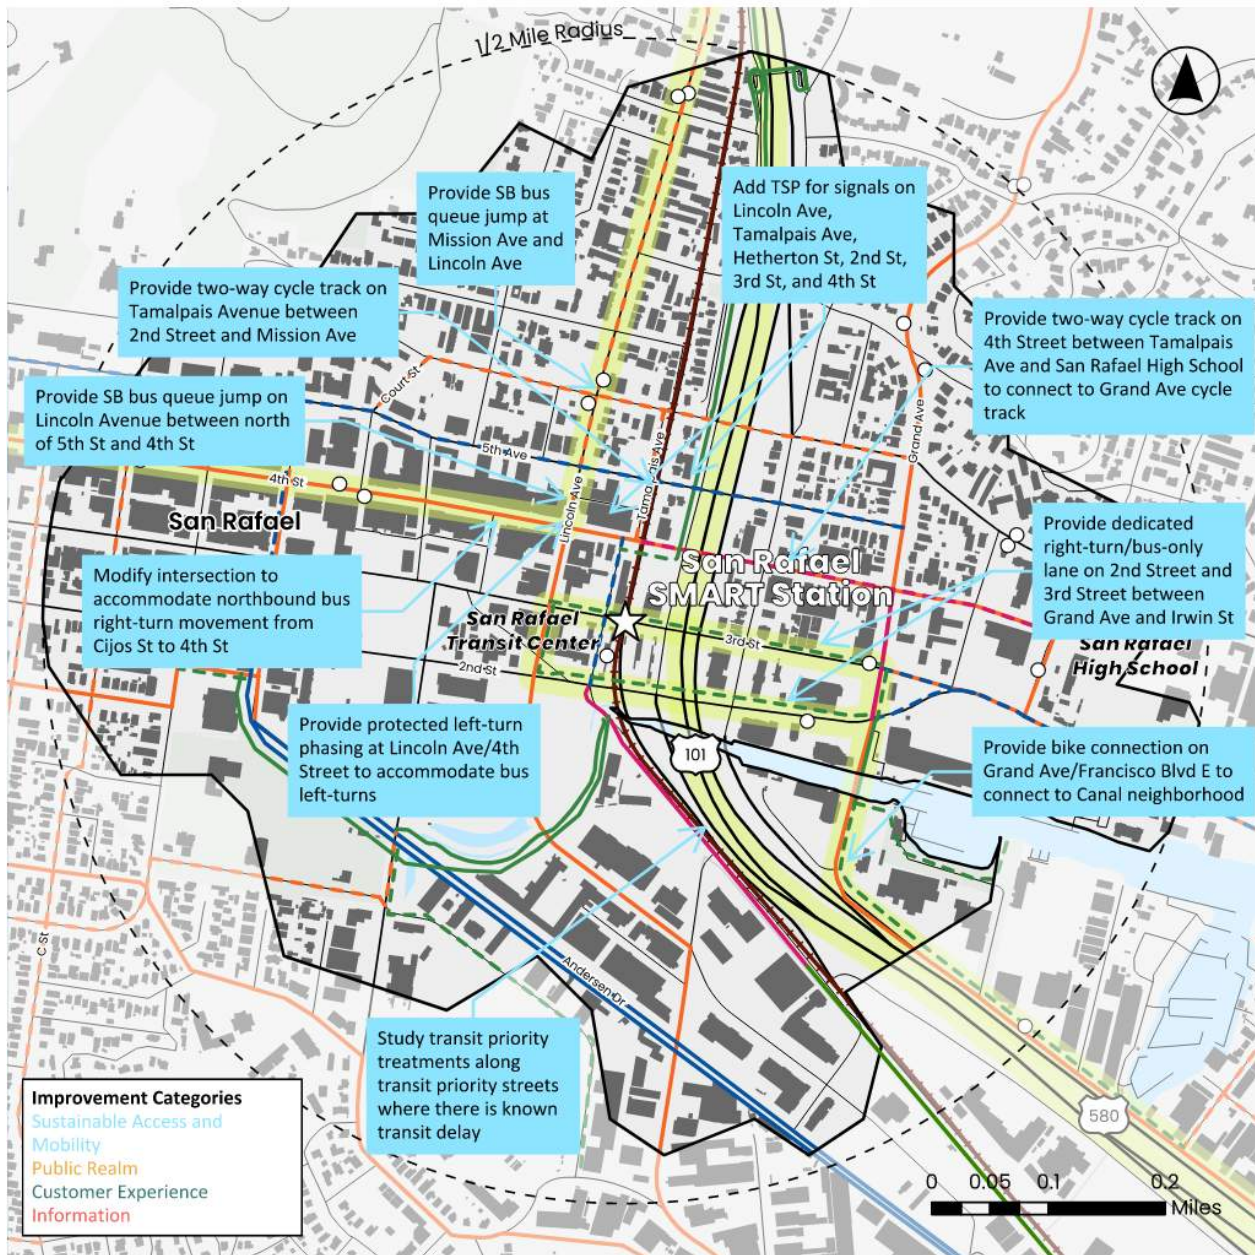 1/2 Mile Radius
Provide SB bus
queue jump at
Mission Ave and
Lincoln Ave
Add TSP for signals on
Lincoln Ave,
Tamalpais Ave,
Hetherton St, 2nd St,
3rd St, and 4th St
Provide two-way cycle track on
Tamalpais Avenue between
2nd Street and Mission Ave
Provide two-way cycle track on
4th Street between Tamalpais
Ave and San Rafael High School
to connect to Grand Ave cycle
track
Provide SB bus queue jump on
Lincoln Avenue between north
of 5th St and 4th St
Court St
5th Ave
Grand Ave
4th St
Lincoln Ave
San Rafael
San Rafael
SMART Station
Provide dedicated
right-turn/bus-only
lane on 2nd Street and
3rd Street between
Grand Ave and Irwin St
Modify intersection to
accommodate northbound bus
right-turn movement from
Cijos St to 4th St
San Rafael
Transit Center
3rd St
2nd St
San Rafael
High School
Provide protected left-turn
phasing at Lincoln Ave/4th
Street to accommodate bus
left-turns
101
Provide bike connection on
Grand Ave/Francisco Blvd E to
connect to Canal neighborhood
C St
Andersen Dr
Study transit priority
treatments along
transit priority streets
where there is known
transit delay
580
Improvement Categories
Sustainable Access and
Mobility
Public Realm
Customer Experience
Information
0 0.05 0.1 0.2
Miles